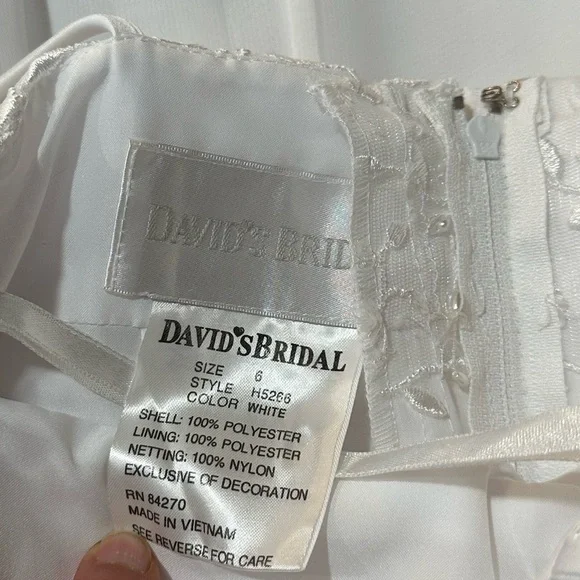 DAVID'S BRID
DAVID'SBRIDAL
SIZE 6
STYLE H5266
COLOR WHITE
SHELL: 100% POLYESTER
LINING: 100% POLYESTER
NETTING: 100% NYLON
EXCLUSIVE OF DECORATION
RN 84270
MADE IN VIETNAM
SEE REVERSE FOR CARE